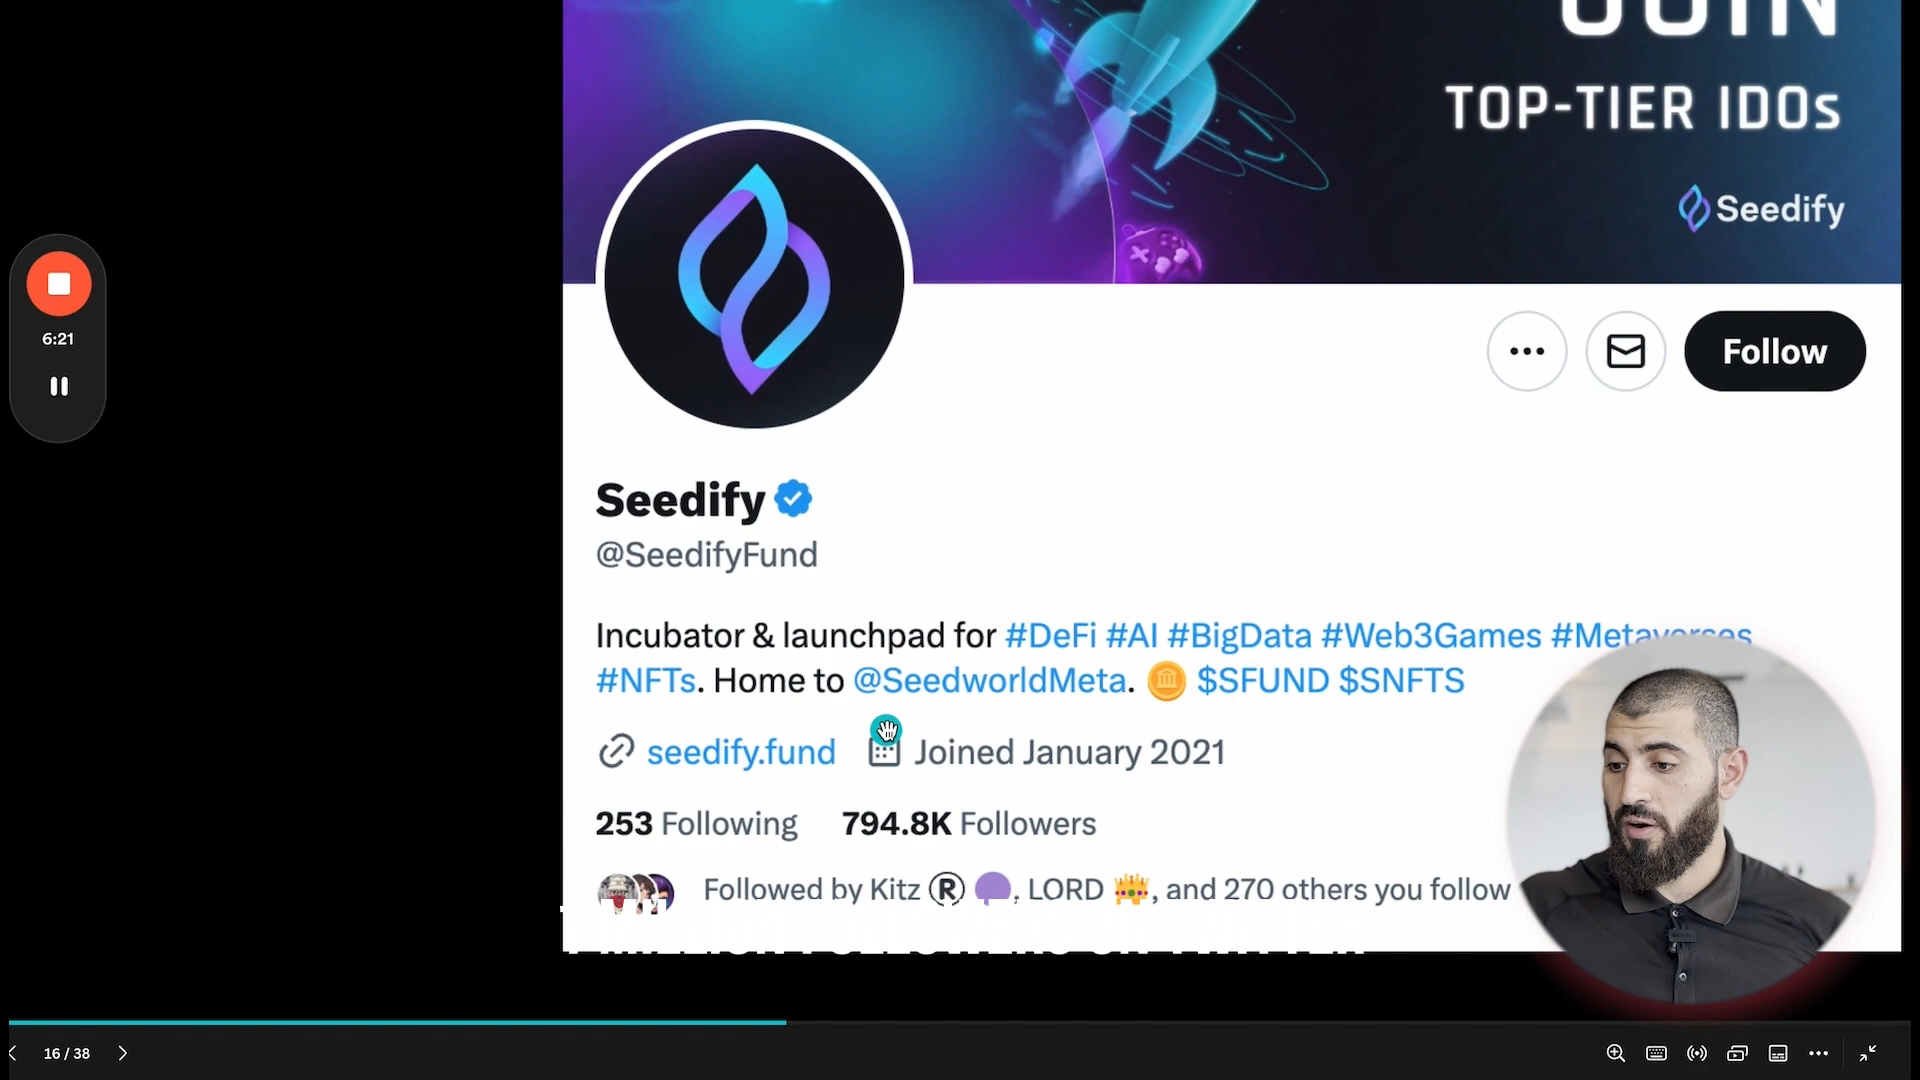 JOIN
TOP-TIER IDOs
Seedify
6:21
Follow
Seedify
@SeedifyFund
Incubator & launchpad for #DeFi #AI #BigData #Web3Games #Metaverses
#NFTs. Home to @SeedworldMeta. $SFUND $SNFTS
seedify.fund Joined January 2021
253 Following 794.8K Followers
Followed by Kitz R, LORD, and 270 others you follow
16 / 38